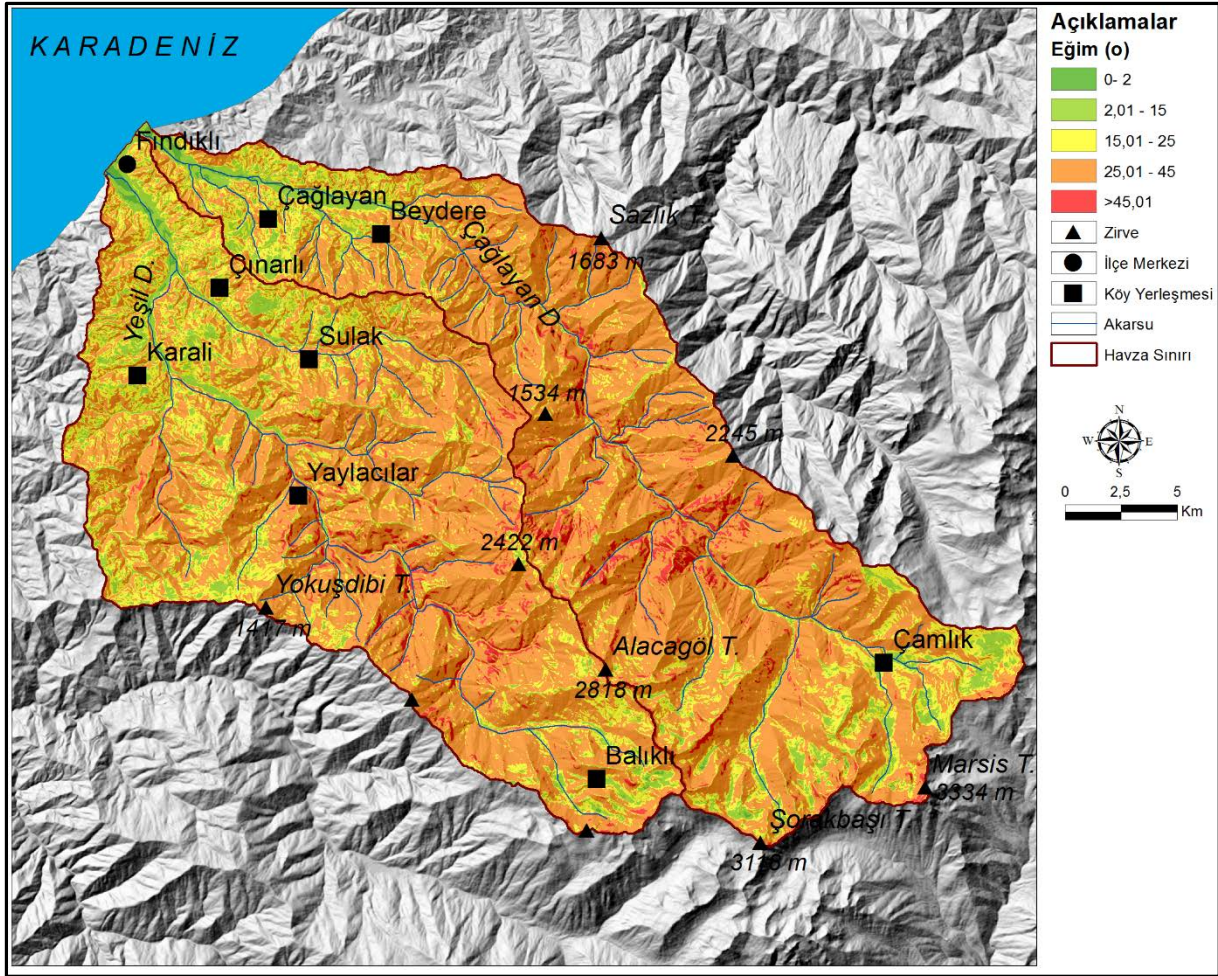 KARADENİZ
Fındıklı
Çağlayan
Beydere
Sazlık T.
1683 m
Çınarlı
Çağlayan D.
Yeşil D.
Karali
Sulak
1534 m
2245 m
Yaylacılar
2422 m
Yokuşdibi T.
1417 m
Alacagöl T.
2818 m
Çamlık
Balıklı
Marsis T.
3334 m
Şorakbaşı T.
3118 m
Açıklamalar
Eğim (o)
0- 2
2,01 - 15
15,01 - 25
25,01 - 45
>45,01
Zirve
İlçe Merkezi
Köy Yerleşmesi
Akarsu
Havza Sınırı
N
W E
S
0 2,5 5
Km